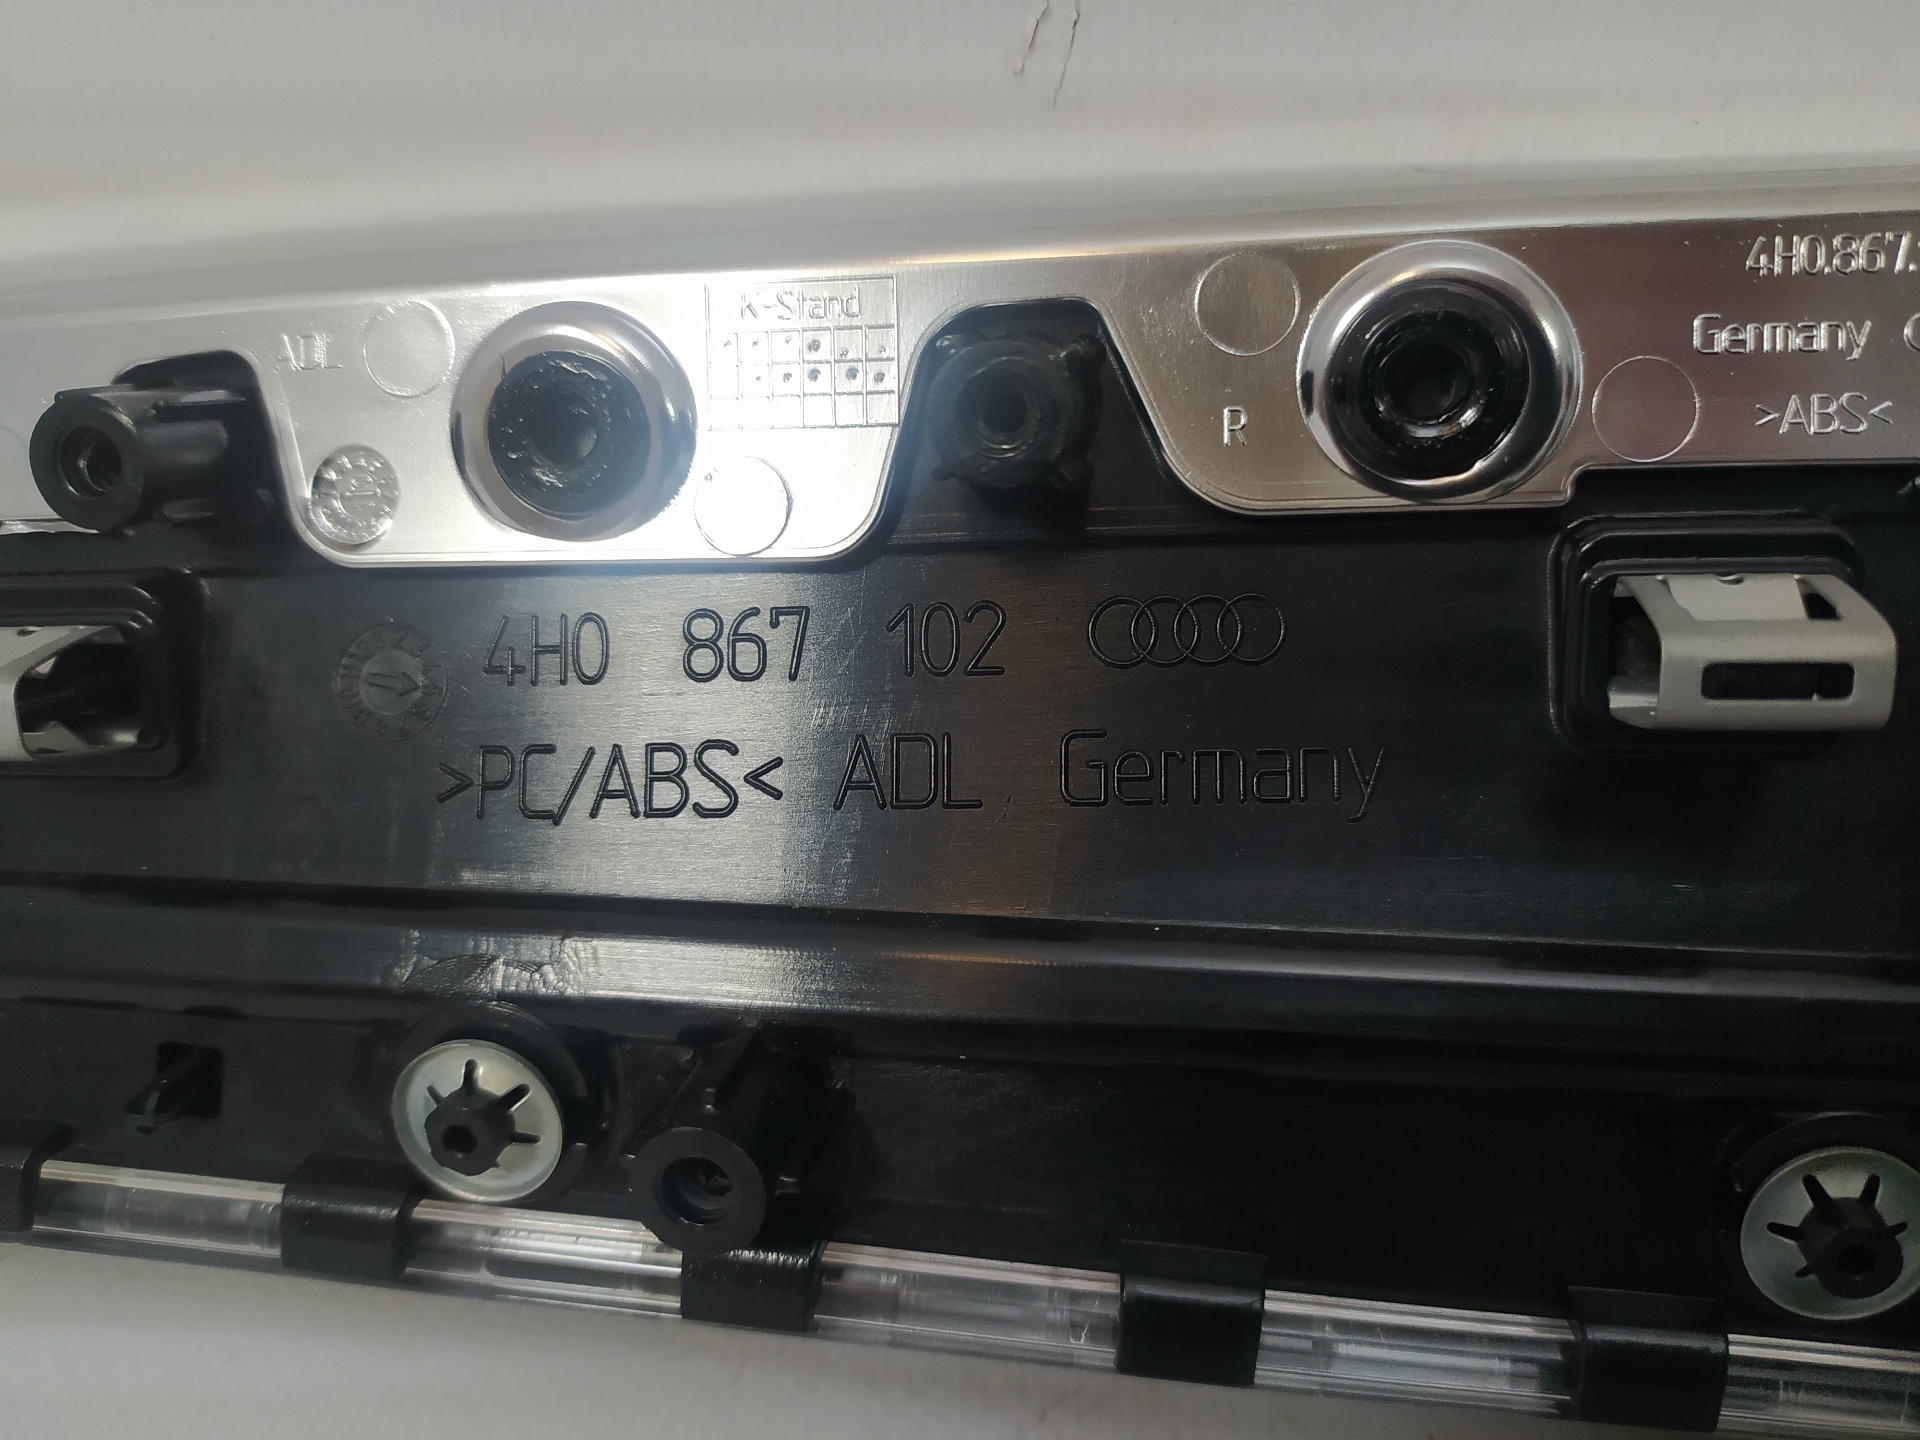 4H0.867.
Germany
>ABS<
K-Stand
ADL
R
4H0 867 102
>PC/ABS< ADL Germany